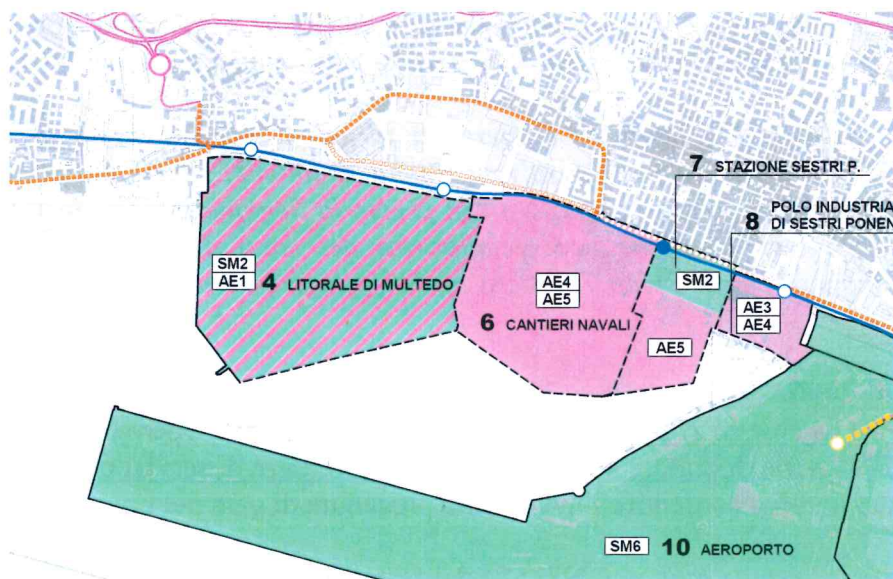 7 STAZIONE SESTRI P.
8 POLO INDUSTRIA
DI SESTRI PONEN
SM2
AE1
4 LITORALE DI MULTEDO
AE4
AE5
6 CANTIERI NAVALI
SM2
AE3
AE4
AE5
SM6 10 AEROPORTO